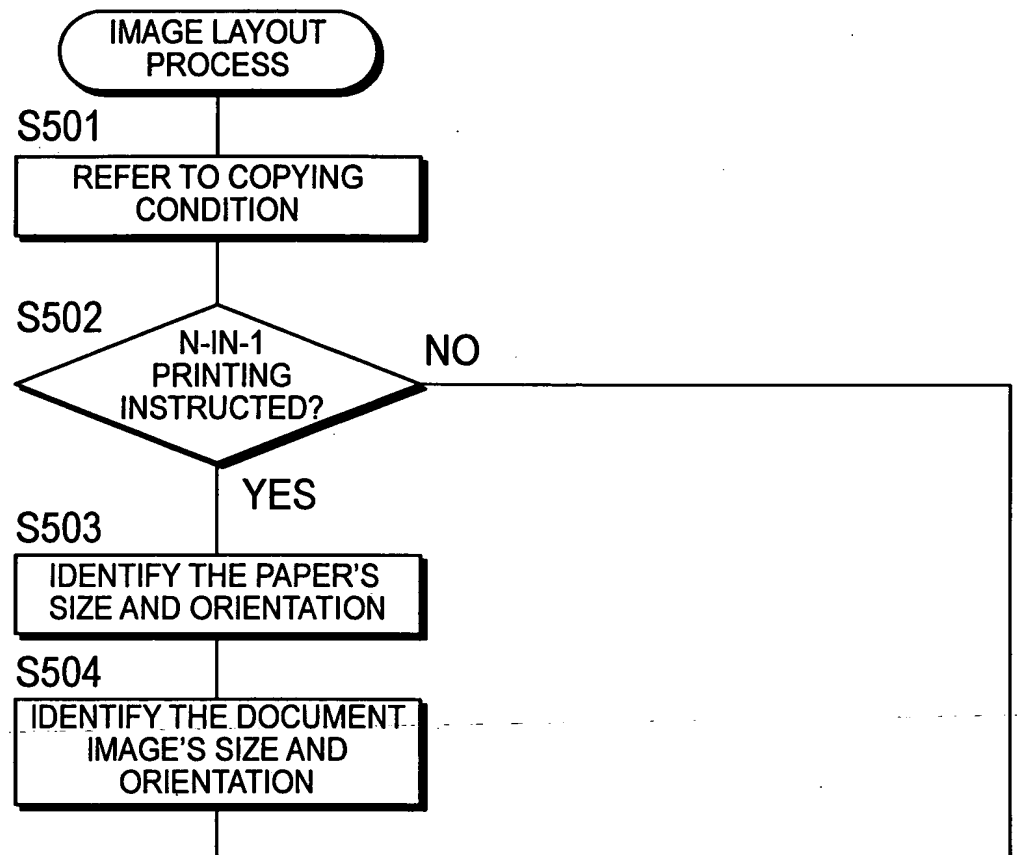 IMAGE LAYOUT
PROCESS
S501
REFER TO COPYING
CONDITION
S502
N-IN-1
PRINTING
INSTRUCTED?
NO
YES
S503
IDENTIFY THE PAPER'S
SIZE AND ORIENTATION
S504
IDENTIFY THE DOCUMENT
IMAGE'S SIZE AND
ORIENTATION